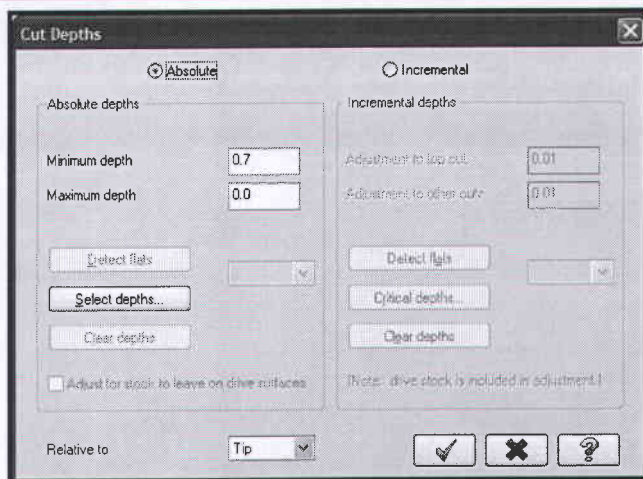 Cut Depths
Absolute
Incremental
Absolute depths
Minimum depth 0.7
Maximum depth 0.0
Detect flats
Select depths...
Clear depths
Adjust for stock to leave on drive surfaces
Incremental depths
Adjustment to top cut: 0.01
Adjustment to other cuts: 0.01
Detect flats
Critical depths...
Clear depths
(Note: drive stock is included in adjustment.)
Relative to Tip